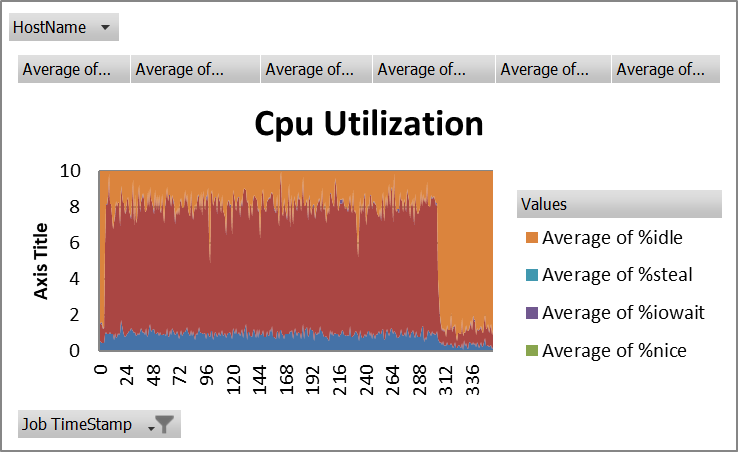 HostName
Average of... Average of... Average of... Average of... Average of... Average of...
Cpu Utilization
10
8
6
4
2
0
Axis Title
0 24 48 72 96 120 144 168 192 216 240 264 288 312 336
Values
Average of %idle
Average of %steal
Average of %iowait
Average of %nice
Job TimeStamp